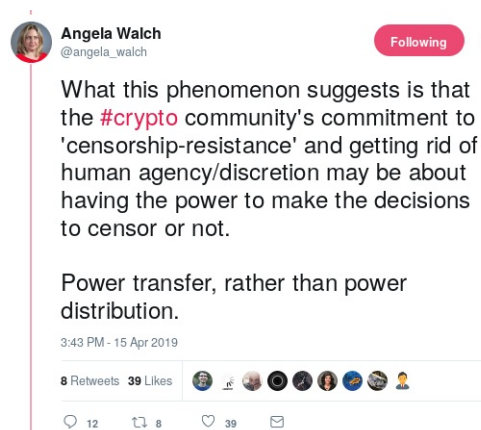 Angela Walch
@angela_walch
Following
What this phenomenon suggests is that
the #crypto community's commitment to
'censorship-resistance' and getting rid of
human agency/discretion may be about
having the power to make the decisions
to censor or not.
Power transfer, rather than power
distribution.
3:43 PM - 15 Apr 2019
8 Retweets 39 Likes
12 8 39